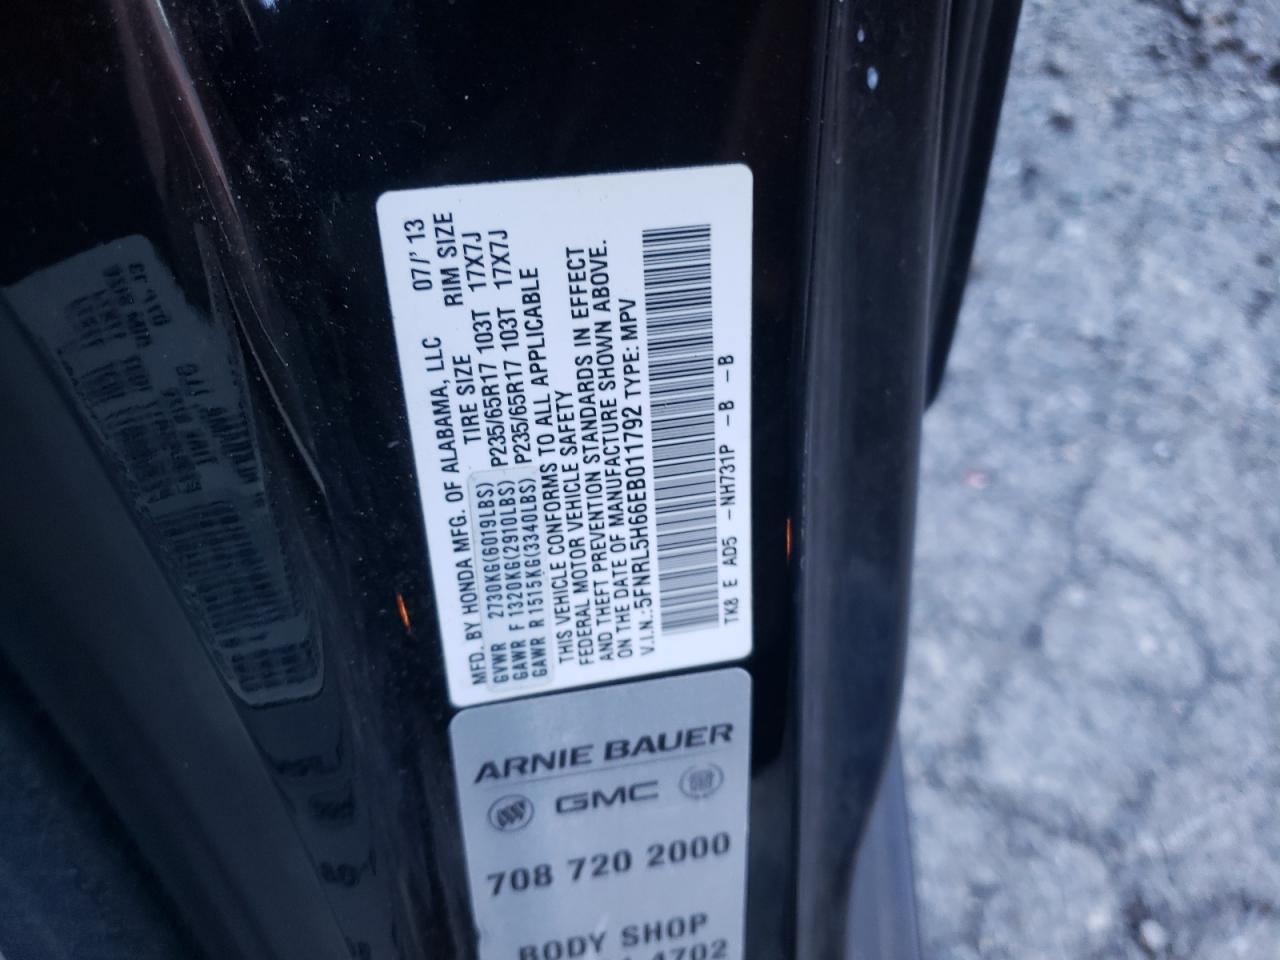 MFD. BY HONDA MFG. OF ALABAMA, LLC 07/' 13
GVWR 2730KG(6019LBS) TIRE SIZE RIM SIZE
GAWR F 1320KG(2910LBS) P235/65R17 103T 17X7J
GAWR R 1515KG(3340LBS) P235/65R17 103T 17X7J
THIS VEHICLE CONFORMS TO ALL APPLICABLE
FEDERAL MOTOR VEHICLE SAFETY
AND THEFT PREVENTION STANDARDS IN EFFECT
ON THE DATE OF MANUFACTURE SHOWN ABOVE.
V.I.N.:5FNRL5H66EB011792 TYPE: MPV
TK8 E AD5 -NH731P -B -B
ARNIE BAUER
GMC
708 720 2000
BODY SHOP
4702